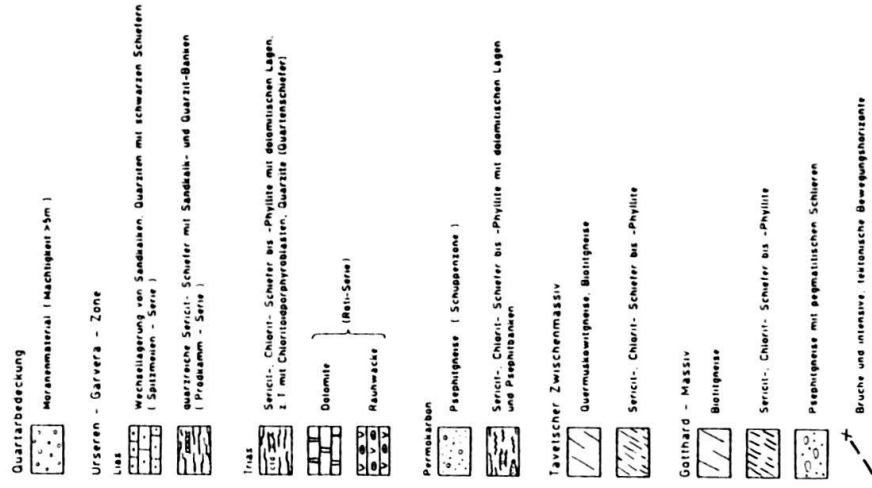 Quartärbedeckung
Moränenmaterial ( Mächtigkeit >5m )
Urseren - Garvera - Zone
Lias
Wechsellagerung von Sandkalken, Quarziten mit schwarzen Schiefern
( Spitzmeilen - Serie )
quarzreiche Sericit- Schiefer mit Sandkalk- und Quarzit-Bänken
( Prodkamm - Serie )
Trias
Sericit-, Chlorit- Schiefer bis -Phyllite mit dolomitischen Lagen,
z T mit Chloritoidporphyroblasten, Quarzite (Quartenschiefer)
Dolomite
(Röti-Serie)
Rauhwacke
Permokarbon
Psephitgneise ( Schuppenzone )
Sericit-, Chlorit- Schiefer bis -Phyllite mit dolomitischen Lagen
und Psephitbänken
Tavetscher Zwischenmassiv
Quermuskowitgneise, Biotitgneise
Sericit-, Chlorit- Schiefer bis -Phyllite
Gotthard - Massiv
Biotitgneise
Sericit-, Chlorit- Schiefer bis -Phyllite
Psephitgneise mit pegmatitischen Schlieren
Brüche und intensive, tektonische Bewegungshorizonte